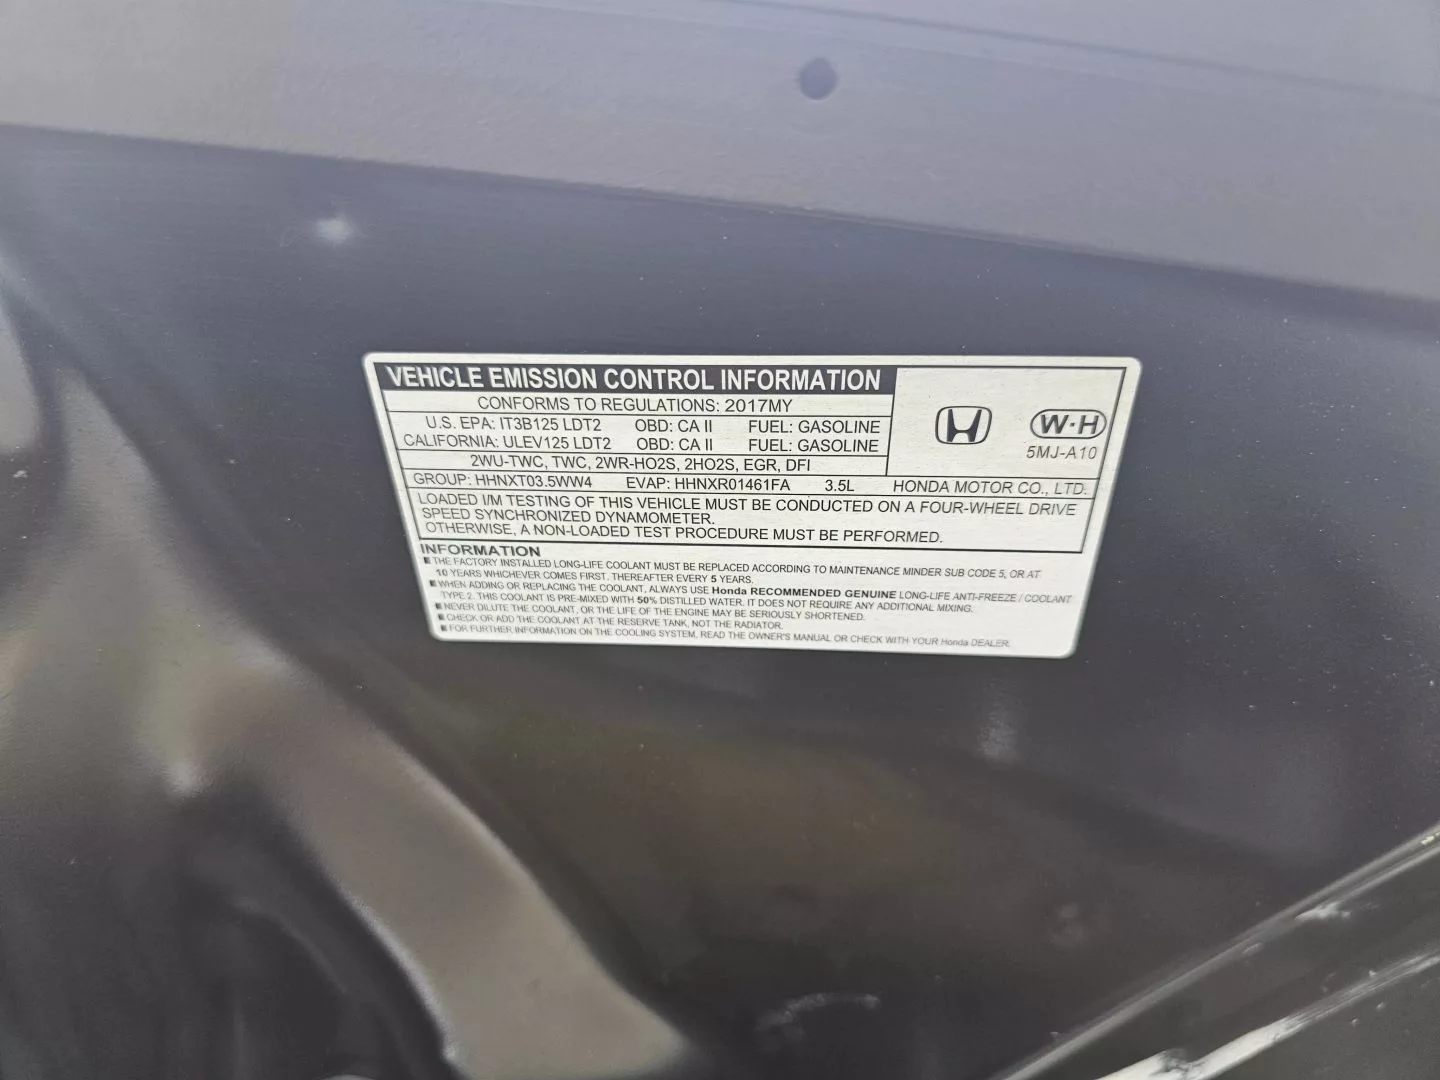 VEHICLE EMISSION CONTROL INFORMATION
CONFORMS TO REGULATIONS: 2017MY
U.S. EPA: IT3B125 LDT2 OBD: CA II FUEL: GASOLINE
CALIFORNIA: ULEV125 LDT2 OBD: CA II FUEL: GASOLINE
2WU-TWC, TWC, 2WR-HO2S, 2HO2S, EGR, DFI
W·H
5MJ-A10
GROUP: HHNXT03.5WW4 EVAP: HHNXR01461FA 3.5L HONDA MOTOR CO., LTD.
LOADED I/M TESTING OF THIS VEHICLE MUST BE CONDUCTED ON A FOUR-WHEEL DRIVE
SPEED SYNCHRONIZED DYNAMOMETER.
OTHERWISE, A NON-LOADED TEST PROCEDURE MUST BE PERFORMED.
INFORMATION
■ THE FACTORY INSTALLED LONG-LIFE COOLANT MUST BE REPLACED ACCORDING TO MAINTENANCE MINDER SUB CODE 5, OR AT
10 YEARS WHICHEVER COMES FIRST. THEREAFTER EVERY 5 YEARS.
■ WHEN ADDING OR REPLACING THE COOLANT, ALWAYS USE Honda RECOMMENDED GENUINE LONG-LIFE ANTI-FREEZE / COOLANT
TYPE 2. THIS COOLANT IS PRE-MIXED WITH 50% DISTILLED WATER. IT DOES NOT REQUIRE ANY ADDITIONAL MIXING.
■ NEVER DILUTE THE COOLANT, OR THE LIFE OF THE ENGINE MAY BE SERIOUSLY SHORTENED.
■ CHECK OR ADD THE COOLANT AT THE RESERVE TANK, NOT THE RADIATOR.
■ FOR FURTHER INFORMATION ON THE COOLING SYSTEM, READ THE OWNER'S MANUAL OR CHECK WITH YOUR Honda DEALER.